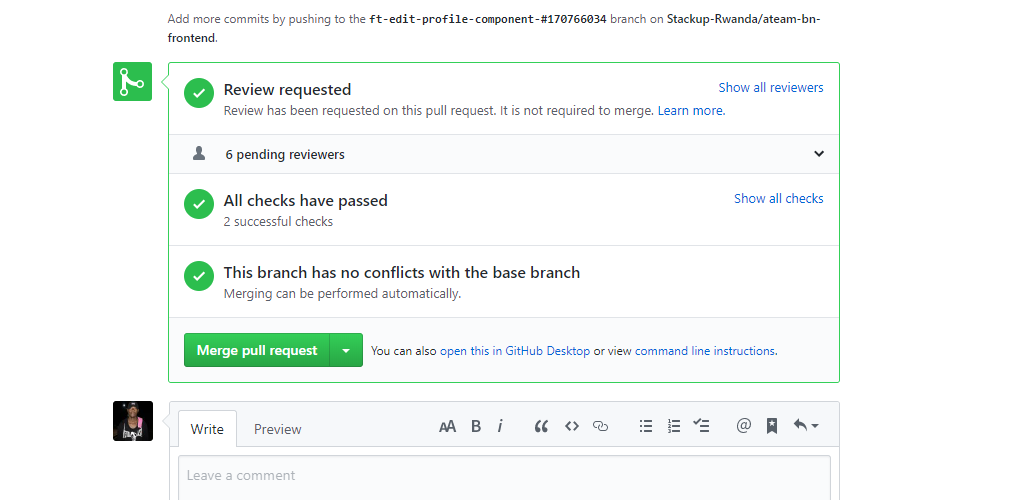 Add more commits by pushing to the ft-edit-profile-component-#170766034 branch on Stackup-Rwanda/ateam-bn-
frontend.
Review requested
Show all reviewers
Review has been requested on this pull request. It is not required to merge. Learn more.
6 pending reviewers
All checks have passed
Show all checks
2 successful checks
This branch has no conflicts with the base branch
Merging can be performed automatically.
Merge pull request
You can also open this in GitHub Desktop or view command line instructions.
Write
Preview
AA B i
Leave a comment